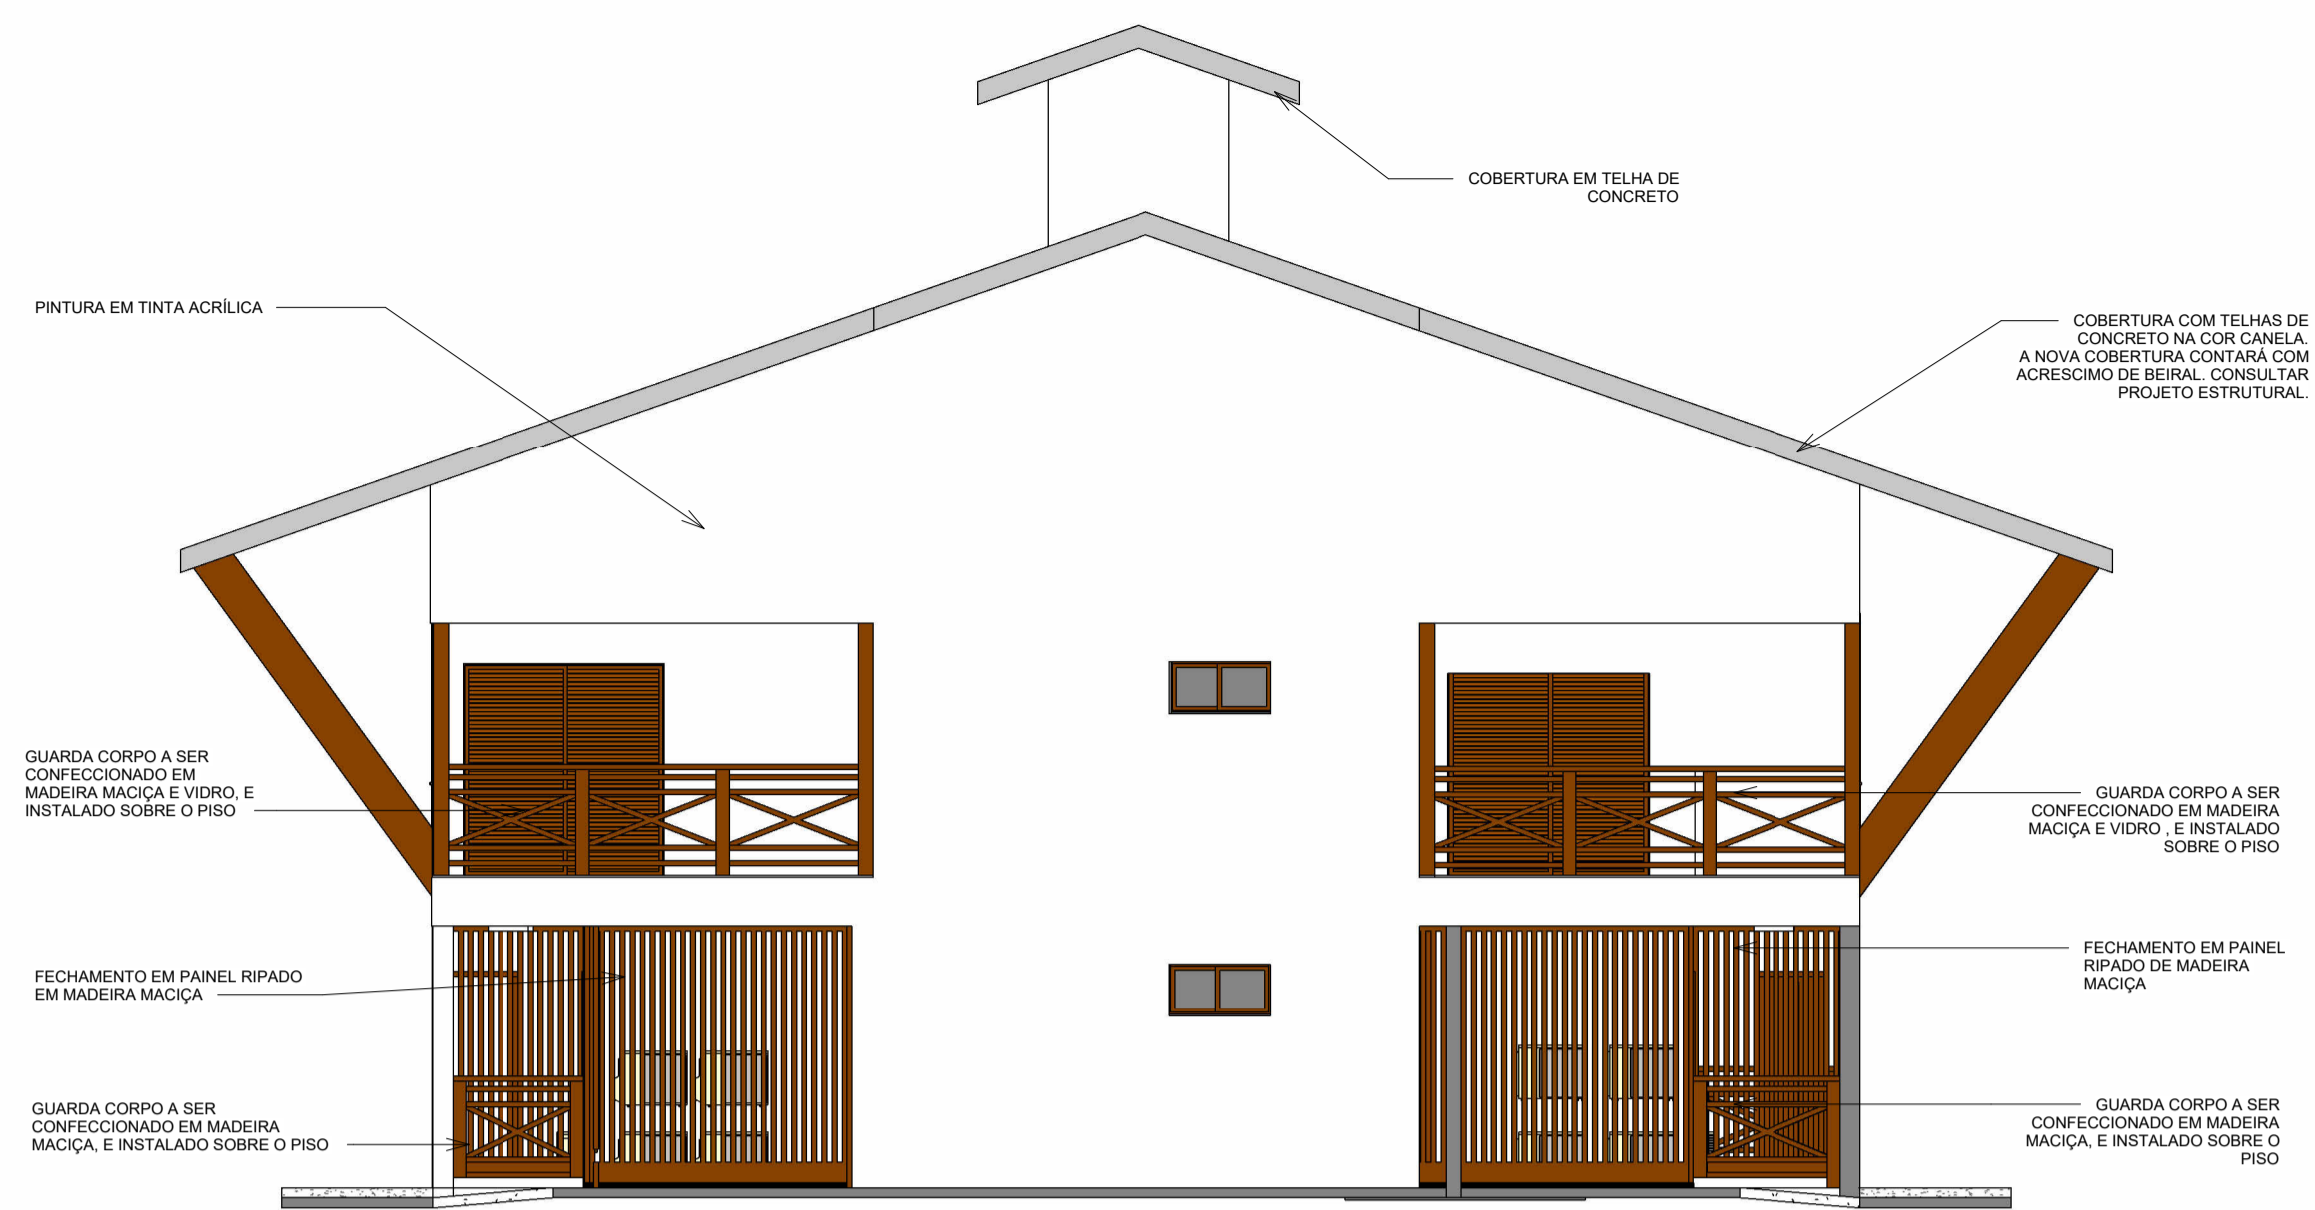 COBERTURA EM TELHA DE
CONCRETO
PINTURA EM TINTA ACRÍLICA
COBERTURA COM TELHAS DE
CONCRETO NA COR CANELA.
A NOVA COBERTURA CONTARÁ COM
ACRESCIMO DE BEIRAL. CONSULTAR
PROJETO ESTRUTURAL.
GUARDA CORPO A SER
CONFECCIONADO EM
MADEIRA MACIÇA E VIDRO, E
INSTALADO SOBRE O PISO
GUARDA CORPO A SER
CONFECCIONADO EM MADEIRA
MACIÇA E VIDRO , E INSTALADO
SOBRE O PISO
FECHAMENTO EM PAINEL RIPADO
EM MADEIRA MACIÇA
FECHAMENTO EM PAINEL
RIPADO DE MADEIRA
MACIÇA
GUARDA CORPO A SER
CONFECCIONADO EM MADEIRA
MACIÇA, E INSTALADO SOBRE O PISO
GUARDA CORPO A SER
CONFECCIONADO EM MADEIRA
MACIÇA, E INSTALADO SOBRE O
PISO